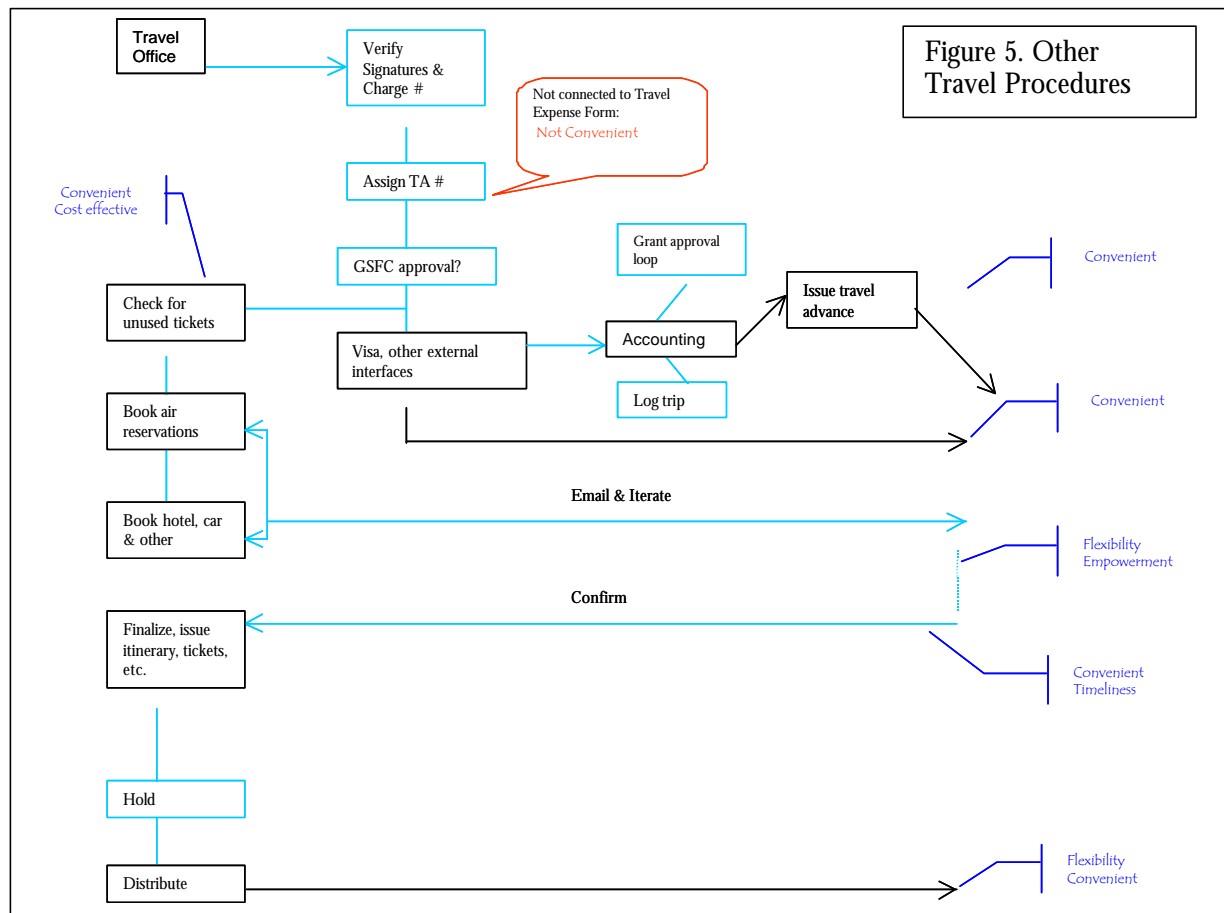 Travel
Office
Verify
Signatures &
Charge #
Figure 5. Other
Travel Procedures
Not connected to Travel
Expense Form:
Not Convenient
Assign TA #
Convenient
Cost effective
GSFC approval?
Grant approval
loop
Convenient
Check for
unused tickets
Issue travel
advance
Visa, other external
interfaces
Accounting
Log trip
Convenient
Book air
reservations
Email & Iterate
Book hotel, car
& other
Flexibility
Empowerment
Confirm
Finalize, issue
itinerary, tickets,
etc.
Convenient
Timeliness
Hold
Distribute
Flexibility
Convenient